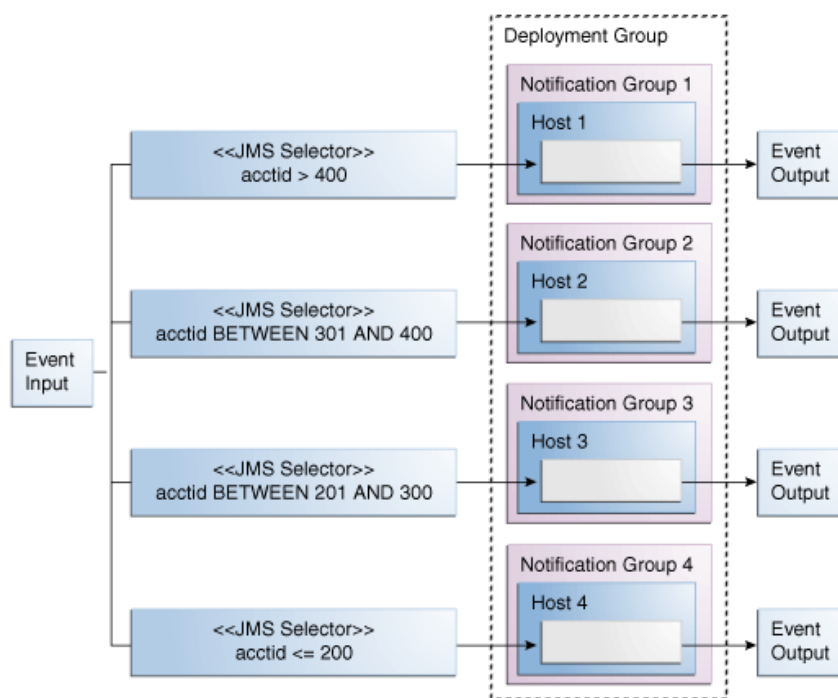 Deployment Group
Notification Group 1
Host 1
<<JMS Selector>>
acctid > 400
Event
Output
Notification Group 2
Host 2
<<JMS Selector>>
acctid BETWEEN 301 AND 400
Event
Output
Event
Input
Notification Group 3
Host 3
<<JMS Selector>>
acctid BETWEEN 201 AND 300
Event
Output
Notification Group 4
Host 4
<<JMS Selector>>
acctid <= 200
Event
Output